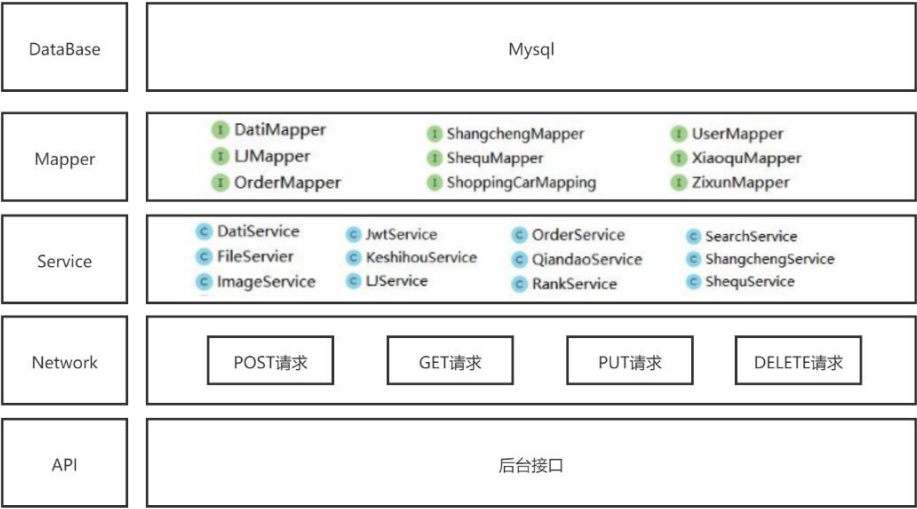 DataBase
Mysql
Mapper
DatiMapper
ShangchengMapper
UserMapper
LJMapper
ShequMapper
XiaoquMapper
OrderMapper
ShoppingCarMapping
ZixunMapper
Service
DatiService
JwtService
OrderService
SearchService
FileServier
KeshihouService
QiandaoService
ShangchengService
ImageService
LJService
RankService
ShequService
Network
POST请求
GET请求
PUT请求
DELETE请求
API
后台接口